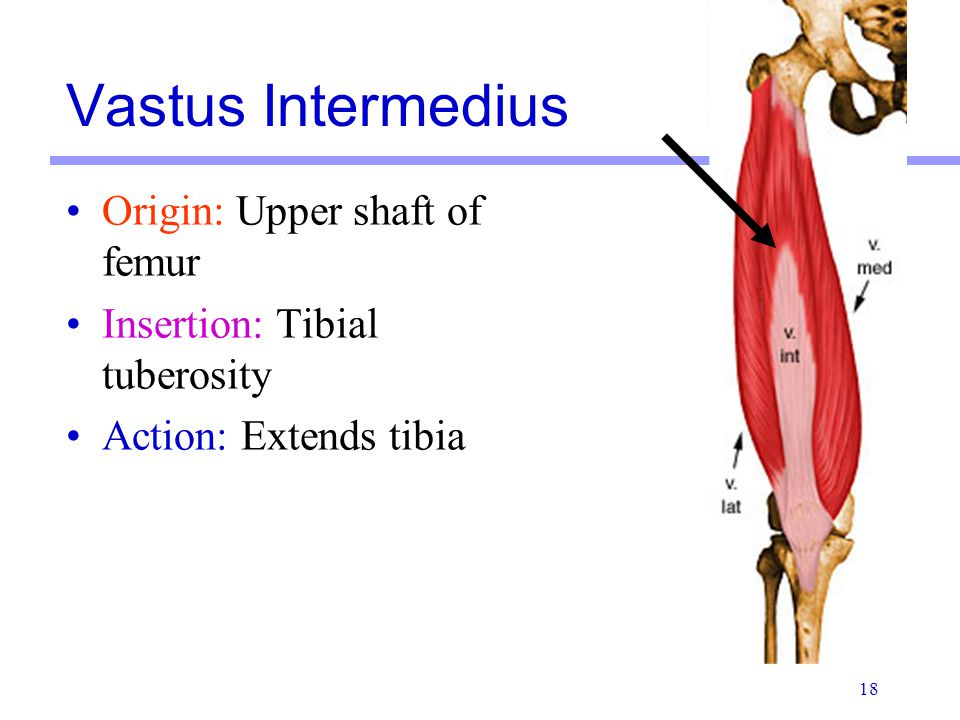 Vastus Intermedius
• Origin: Upper shaft of
femur
• Insertion: Tibial
tuberosity
• Action: Extends tibia
v.
med
v.
int
v.
lat
18